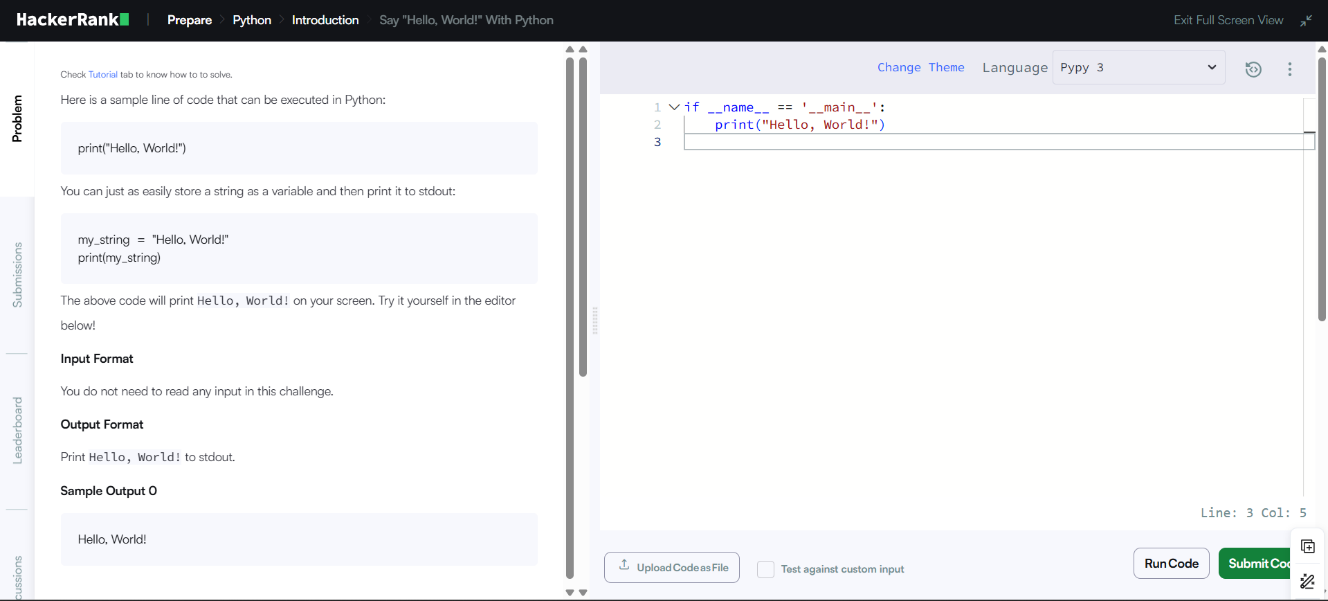 HackerRank | Prepare Python Introduction Say "Hello, World!" With Python Exit Full Screen View
Problem
Submissions
Leaderboard
cussions
Check Tutorial tab to know how to to solve.
Here is a sample line of code that can be executed in Python:
print("Hello, World!")
You can just as easily store a string as a variable and then print it to stdout:
my_string = "Hello, World!"
print(my_string)
The above code will print Hello, World! on your screen. Try it yourself in the editor
below!
Input Format
You do not need to read any input in this challenge.
Output Format
Print Hello, World! to stdout.
Sample Output 0
Hello, World!
Change Theme Language Pypy 3
1 if __name__ == '__main__':
2 print("Hello, World!")
3
Line: 3 Col: 5
Upload Code as File Test against custom input Run Code Submit Co